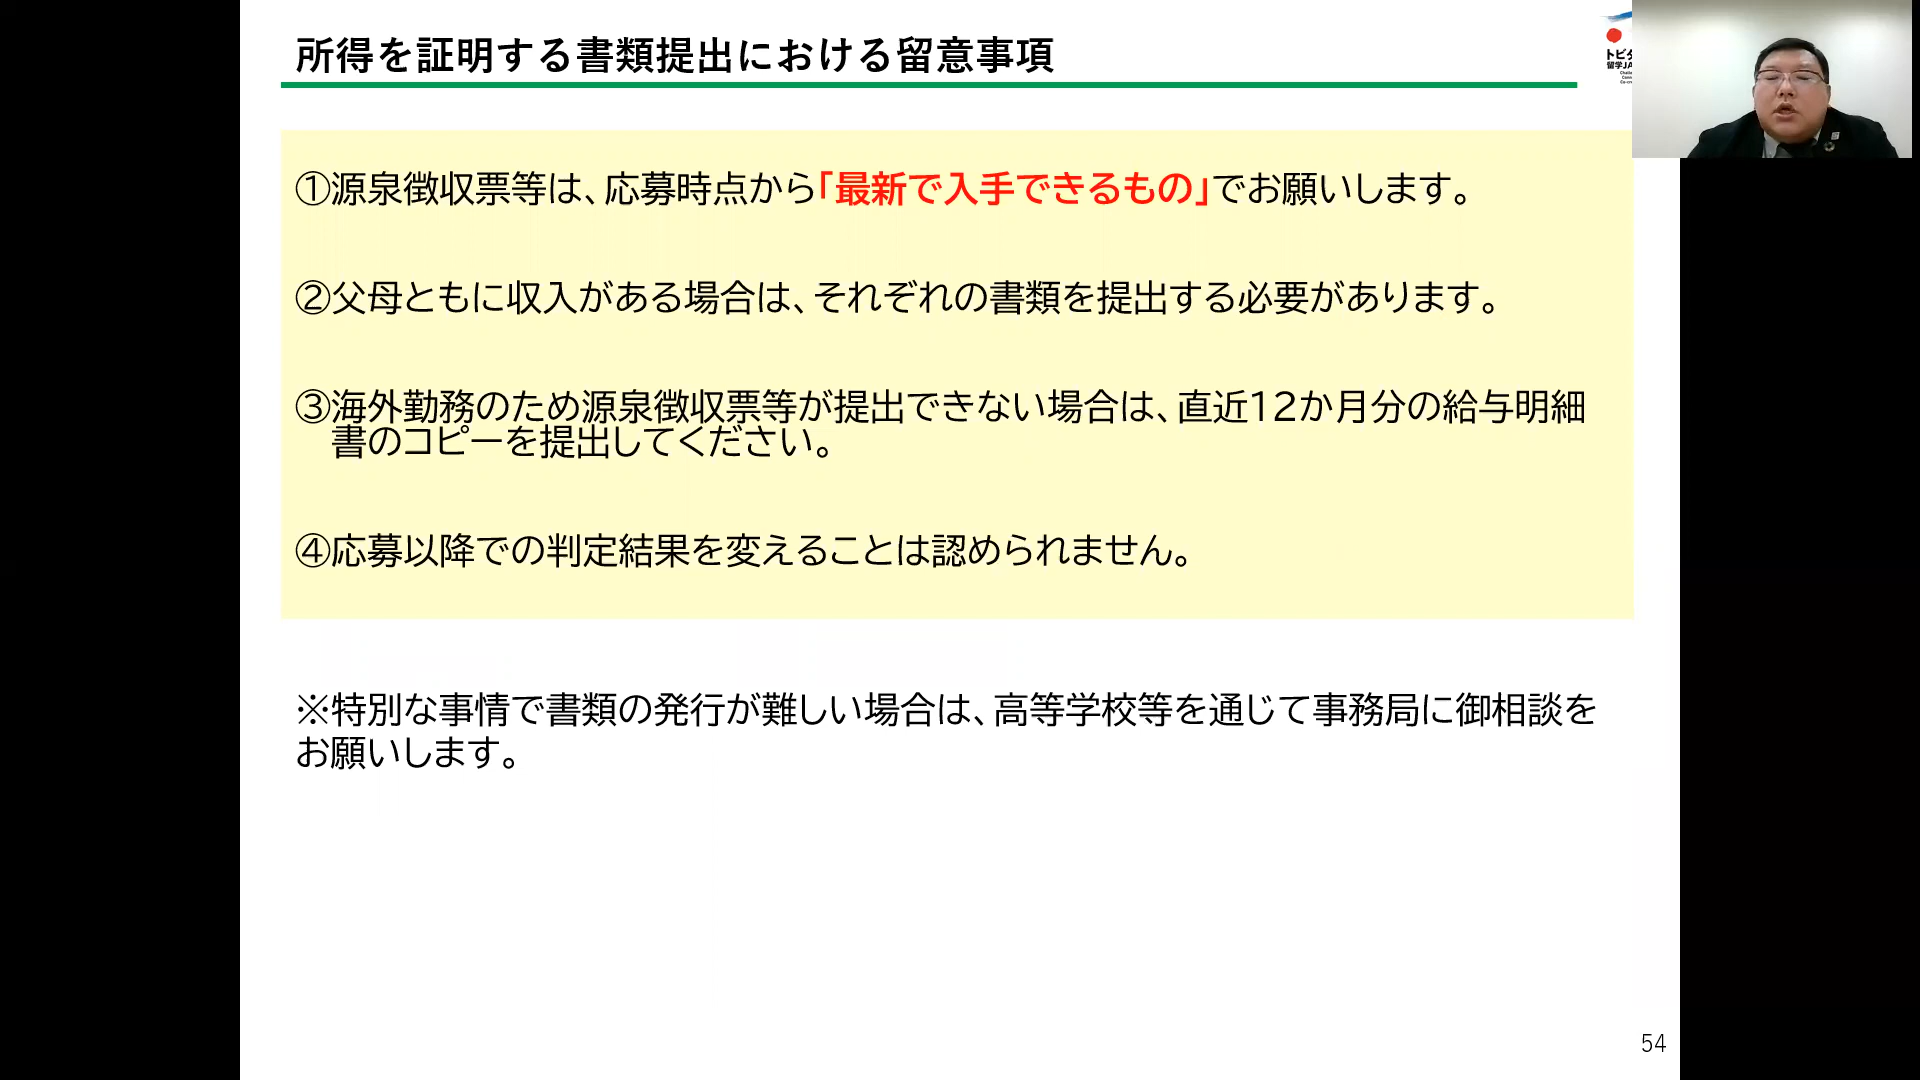 所得を証明する書類提出における留意事項
①源泉徴収票等は、応募時点から「最新で入手できるもの」でお願いします。
②父母ともに収入がある場合は、それぞれの書類を提出する必要があります。
③海外勤務のため源泉徴収票等が提出できない場合は、直近12か月分の給与明細
書のコピーを提出してください。
④応募以降での判定結果を変えることは認められません。
※特別な事情で書類の発行が難しい場合は、高等学校等を通じて事務局に御相談を
お願いします。
54